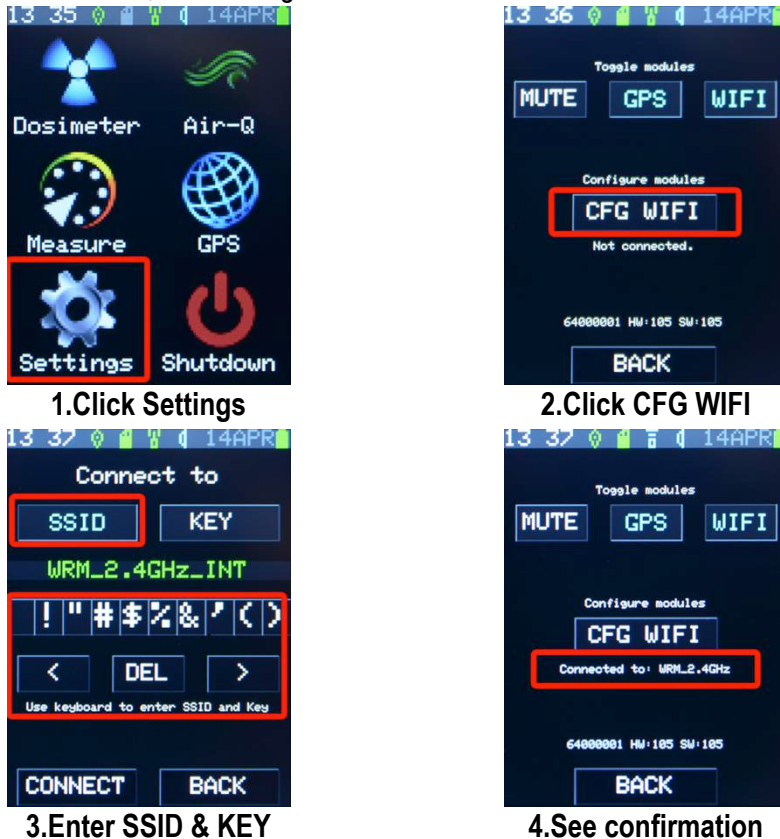 13 35 14APR
Dosimeter Air-Q
Measure GPS
Settings Shutdown
1.Click Settings
13 36 14APR
Toggle modules
MUTE GPS WIFI
Configure modules
CFG WIFI
Not connected.
64000001 HW:105 SW:105
BACK
2.Click CFG WIFI
13 37 14APR
Connect to
SSID KEY
WRM_2.4GHz_INT
! " # $ % & ' ( )
< DEL >
Use keyboard to enter SSID and Key
CONNECT BACK
3.Enter SSID & KEY
13 37 14APR
Toggle modules
MUTE GPS WIFI
Configure modules
CFG WIFI
Connected to: WRM_2.4GHz
64000001 HW:105 SW:105
BACK
4.See confirmation